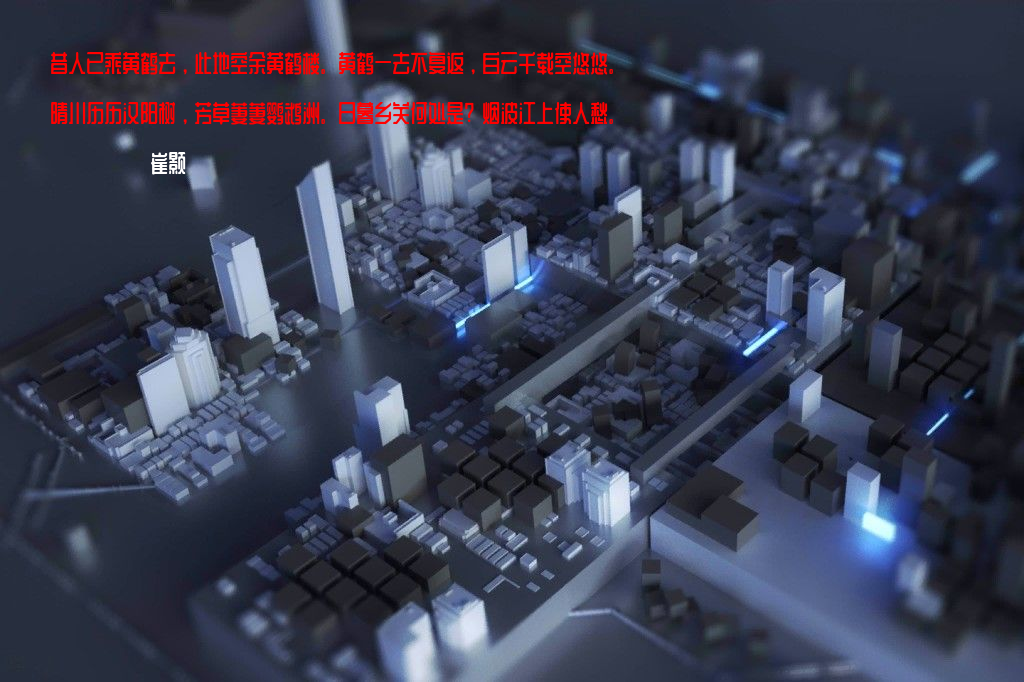 昔人已乘黄鹤去，此地空余黄鹤楼。黄鹤一去不复返，白云千载空悠悠。
晴川历历汉阳树，芳草萋萋鹦鹉洲。日暮乡关何处是？烟波江上使人愁。
崔颢